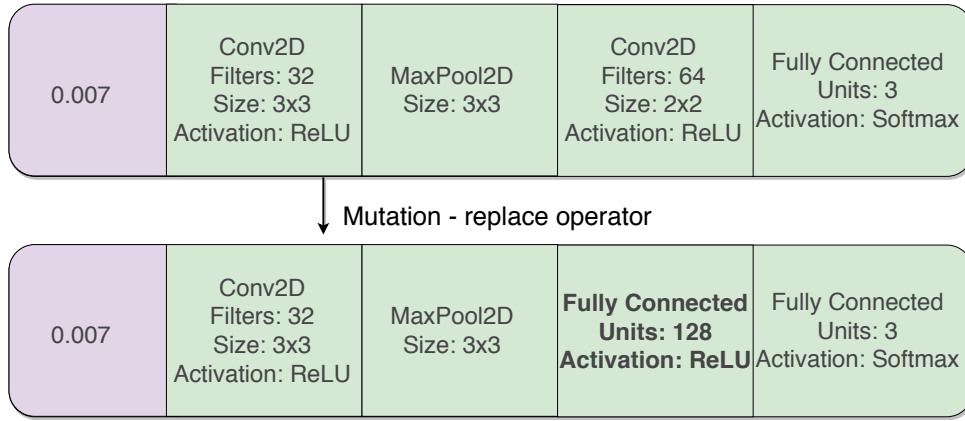 0.007
Conv2D
Filters: 32
Size: 3x3
Activation: ReLU
MaxPool2D
Size: 3x3
Conv2D
Filters: 64
Size: 2x2
Activation: ReLU
Fully Connected
Units: 3
Activation: Softmax
Mutation - replace operator
0.007
Conv2D
Filters: 32
Size: 3x3
Activation: ReLU
MaxPool2D
Size: 3x3
Fully Connected
Units: 128
Activation: ReLU
Fully Connected
Units: 3
Activation: Softmax